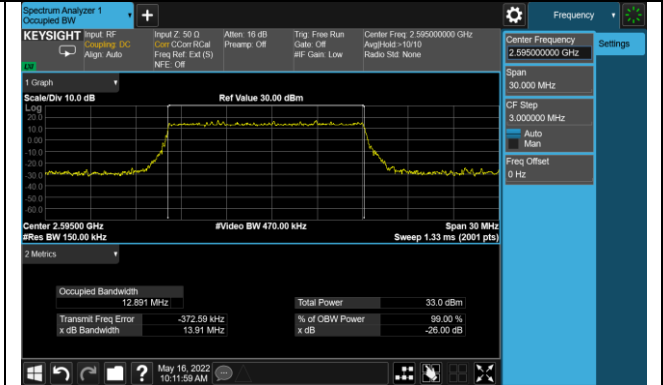 Spectrum Analyzer 1
Occupied BW
+
Frequency
KEYSIGHT
Input: RF
Coupling: DC
Align: Auto
Input Z: 50 Ω
Corr CCorr RCal
Freq Ref: Ext (S)
NFE: Off
Atten: 16 dB
Preamp: Off
Trig: Free Run
Gate: Off
#IF Gain: Low
Center Freq: 2.595000000 GHz
Avg|Hold:>10/10
Radio Std: None
LXI
Center Frequency
2.595000000 GHz
Settings
Span
30.000 MHz
CF Step
3.000000 MHz
Auto
Man
Freq Offset
0 Hz
1 Graph
Scale/Div 10.0 dB
Ref Value 30.00 dBm
Log
20.0
10.0
0.00
-10.0
-20.0
-30.0
-40.0
-50.0
-60.0
Center 2.59500 GHz
#Video BW 470.00 kHz
Span 30 MHz
#Res BW 150.00 kHz
Sweep 1.33 ms (2001 pts)
2 Metrics
Occupied Bandwidth
12.891 MHz
Total Power
33.0 dBm
Transmit Freq Error
-372.59 kHz
% of OBW Power
99.00 %
x dB Bandwidth
13.91 MHz
x dB
-26.00 dB
?
May 16, 2022
10:11:59 AM